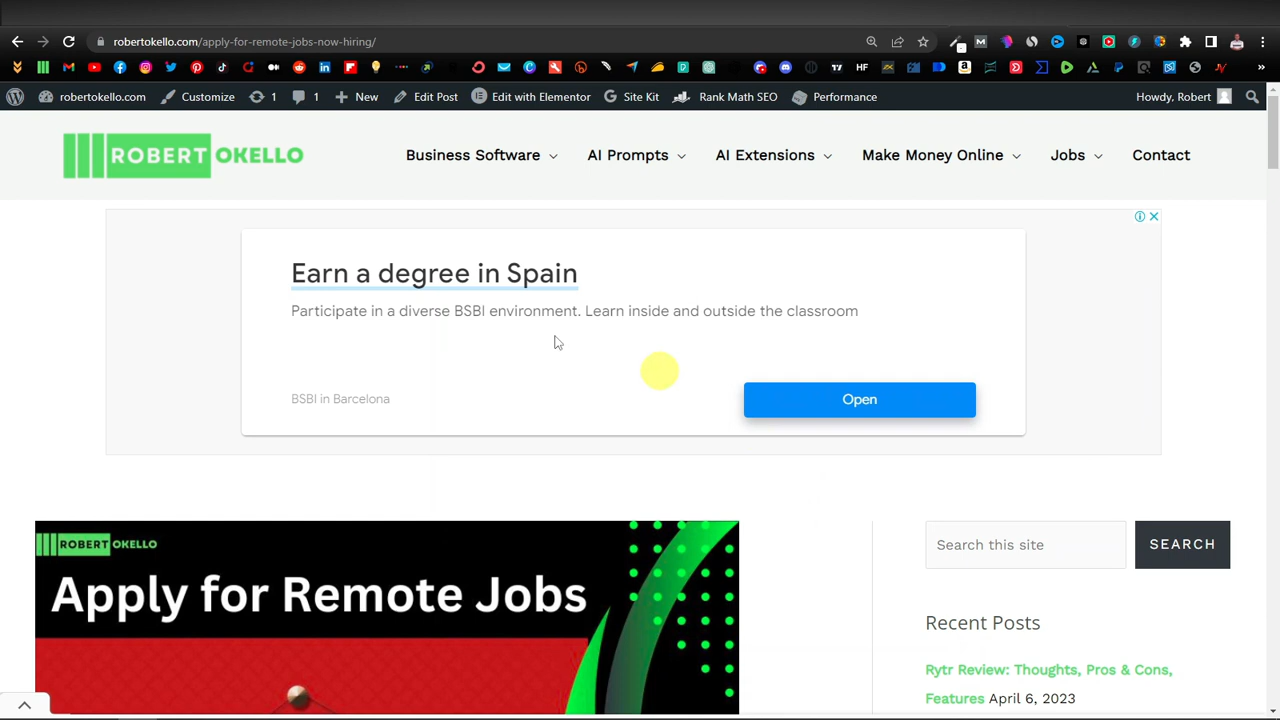 robertokello.com/apply-for-remote-jobs-now-hiring/
robertokello.com Customize 1 1 New Edit Post Edit with Elementor Site Kit Rank Math SEO Performance Howdy, Robert
ROBERT OKELLO
Business Software AI Prompts AI Extensions Make Money Online Jobs Contact
Earn a degree in Spain
Participate in a diverse BSBI environment. Learn inside and outside the classroom
BSBI in Barcelona
Open
ROBERT OKELLO
Apply for Remote Jobs
Search this site SEARCH
Recent Posts
Rytr Review: Thoughts, Pros & Cons,
Features April 6, 2023